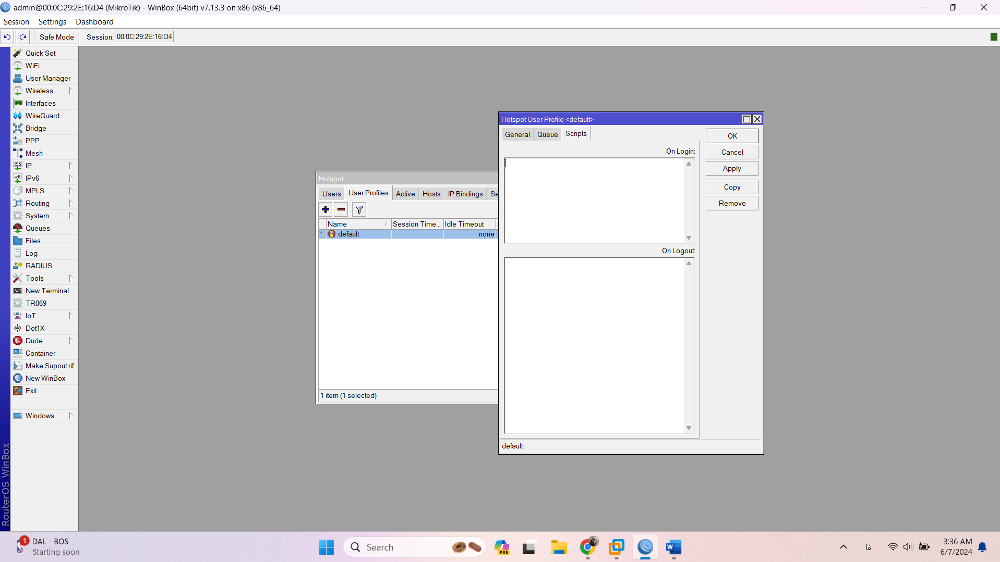 admin@00:0C:29:2E:16:D4 (MikroTik) - WinBox (64bit) v7.13.3 on x86 (x86_64)
Session Settings Dashboard
Safe Mode Session: 00:0C:29:2E:16:D4
Quick Set
WiFi
User Manager
Wireless
Interfaces
WireGuard
Bridge
PPP
Mesh
IP
IPv6
MPLS
Routing
System
Queues
Files
Log
RADIUS
Tools
New Terminal
TR069
IoT
Dot1X
Dude
Container
Make Supout.rif
New WinBox
Exit
Windows
RouterOS WinBox
Hotspot
Users User Profiles Active Hosts IP Bindings Se
Name Session Time... Idle Timeout
* default none
1 item (1 selected)
Hotspot User Profile <default>
General Queue Scripts
On Login:
On Logout:
OK
Cancel
Apply
Copy
Remove
default
1
DAL - BOS
Starting soon
Search
PRE
فا
3:36 AM
6/7/2024